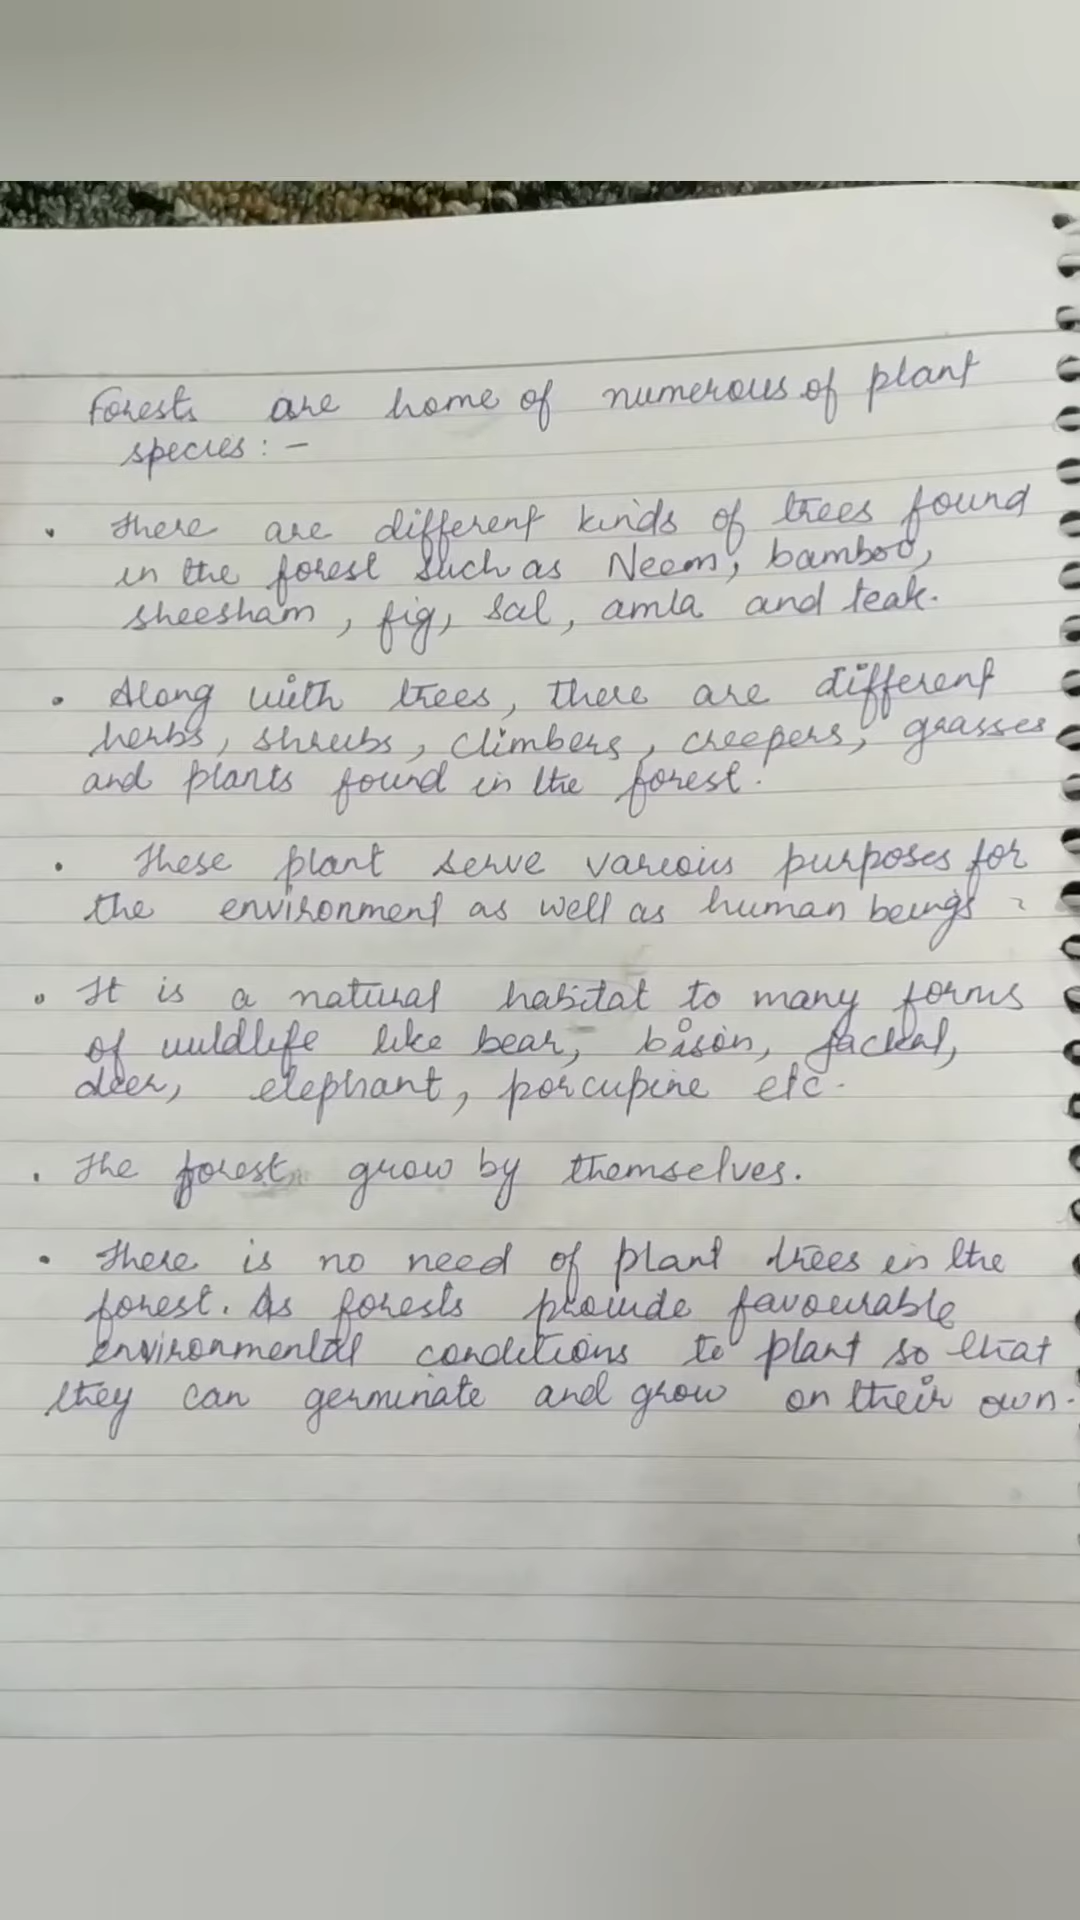 Forests are home of numerous of plant
species:-
• There are different kinds of trees found
in the forest such as Neem, bamboo,
sheesham, fig, sal, amla and teak.
• Along with trees, there are different
herbs, shrubs, climbers, creepers, grasses
and plants found in the forest.
• These plant serve various purposes for
the environment as well as human beings
• It is a natural habitat to many forms
of wildlife like bear, bison, jackal,
deer, elephant, porcupine etc.
• The forest grow by themselves.
• There is no need of plant trees in the
forest. As forests provide favourable
environmental conditions to plant so that
they can germinate and grow on their own.